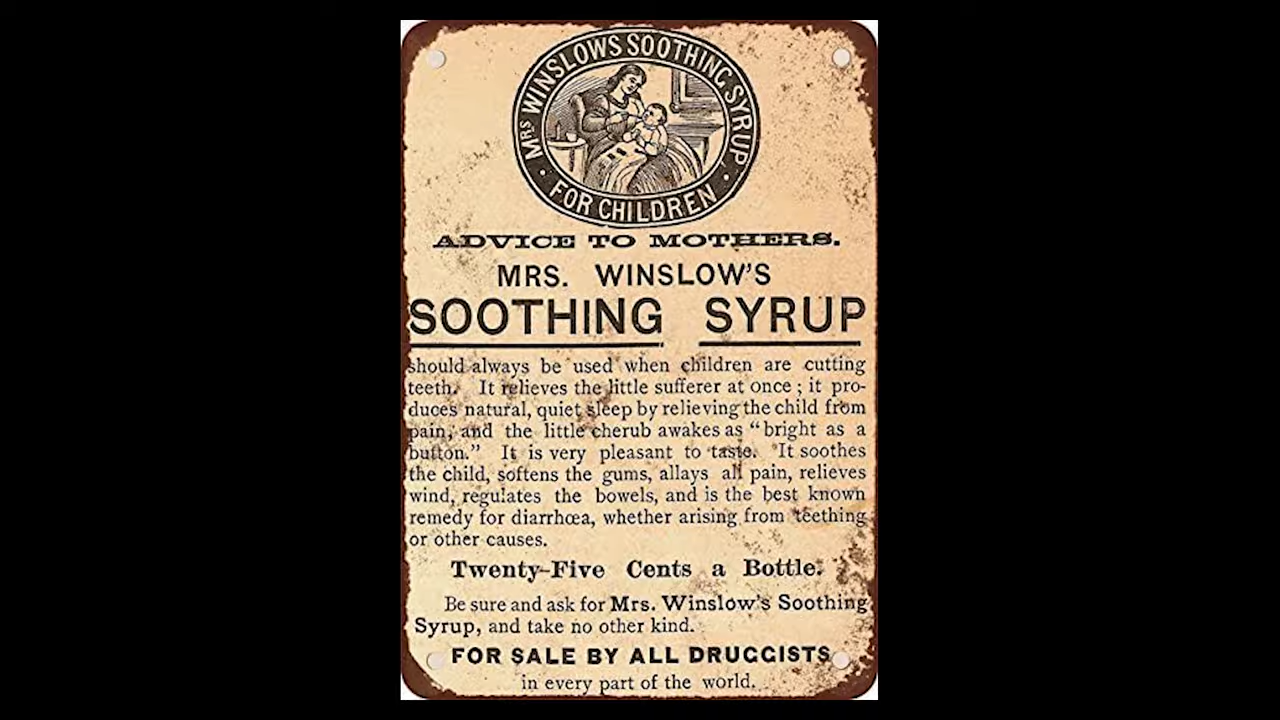 MRS WINSLOWS SOOTHING SYRUP,
· FOR CHILDREN ·
ADVICE TO MOTHERS.
MRS. WINSLOW'S
SOOTHING SYRUP
should always be used when children are cutting
teeth. It relieves the little sufferer at once; it pro-
duces natural, quiet sleep by relieving the child from
pain, and the little cherub awakes as "bright as a
button." It is very pleasant to taste. It soothes
the child, softens the gums, allays all pain, relieves
wind, regulates the bowels, and is the best known
remedy for diarrhœa, whether arising from teething
or other causes.
Twenty-Five Cents a Bottle.
Be sure and ask for Mrs. Winslow's Soothing
Syrup, and take no other kind.
FOR SALE BY ALL DRUGGISTS
in every part of the world.